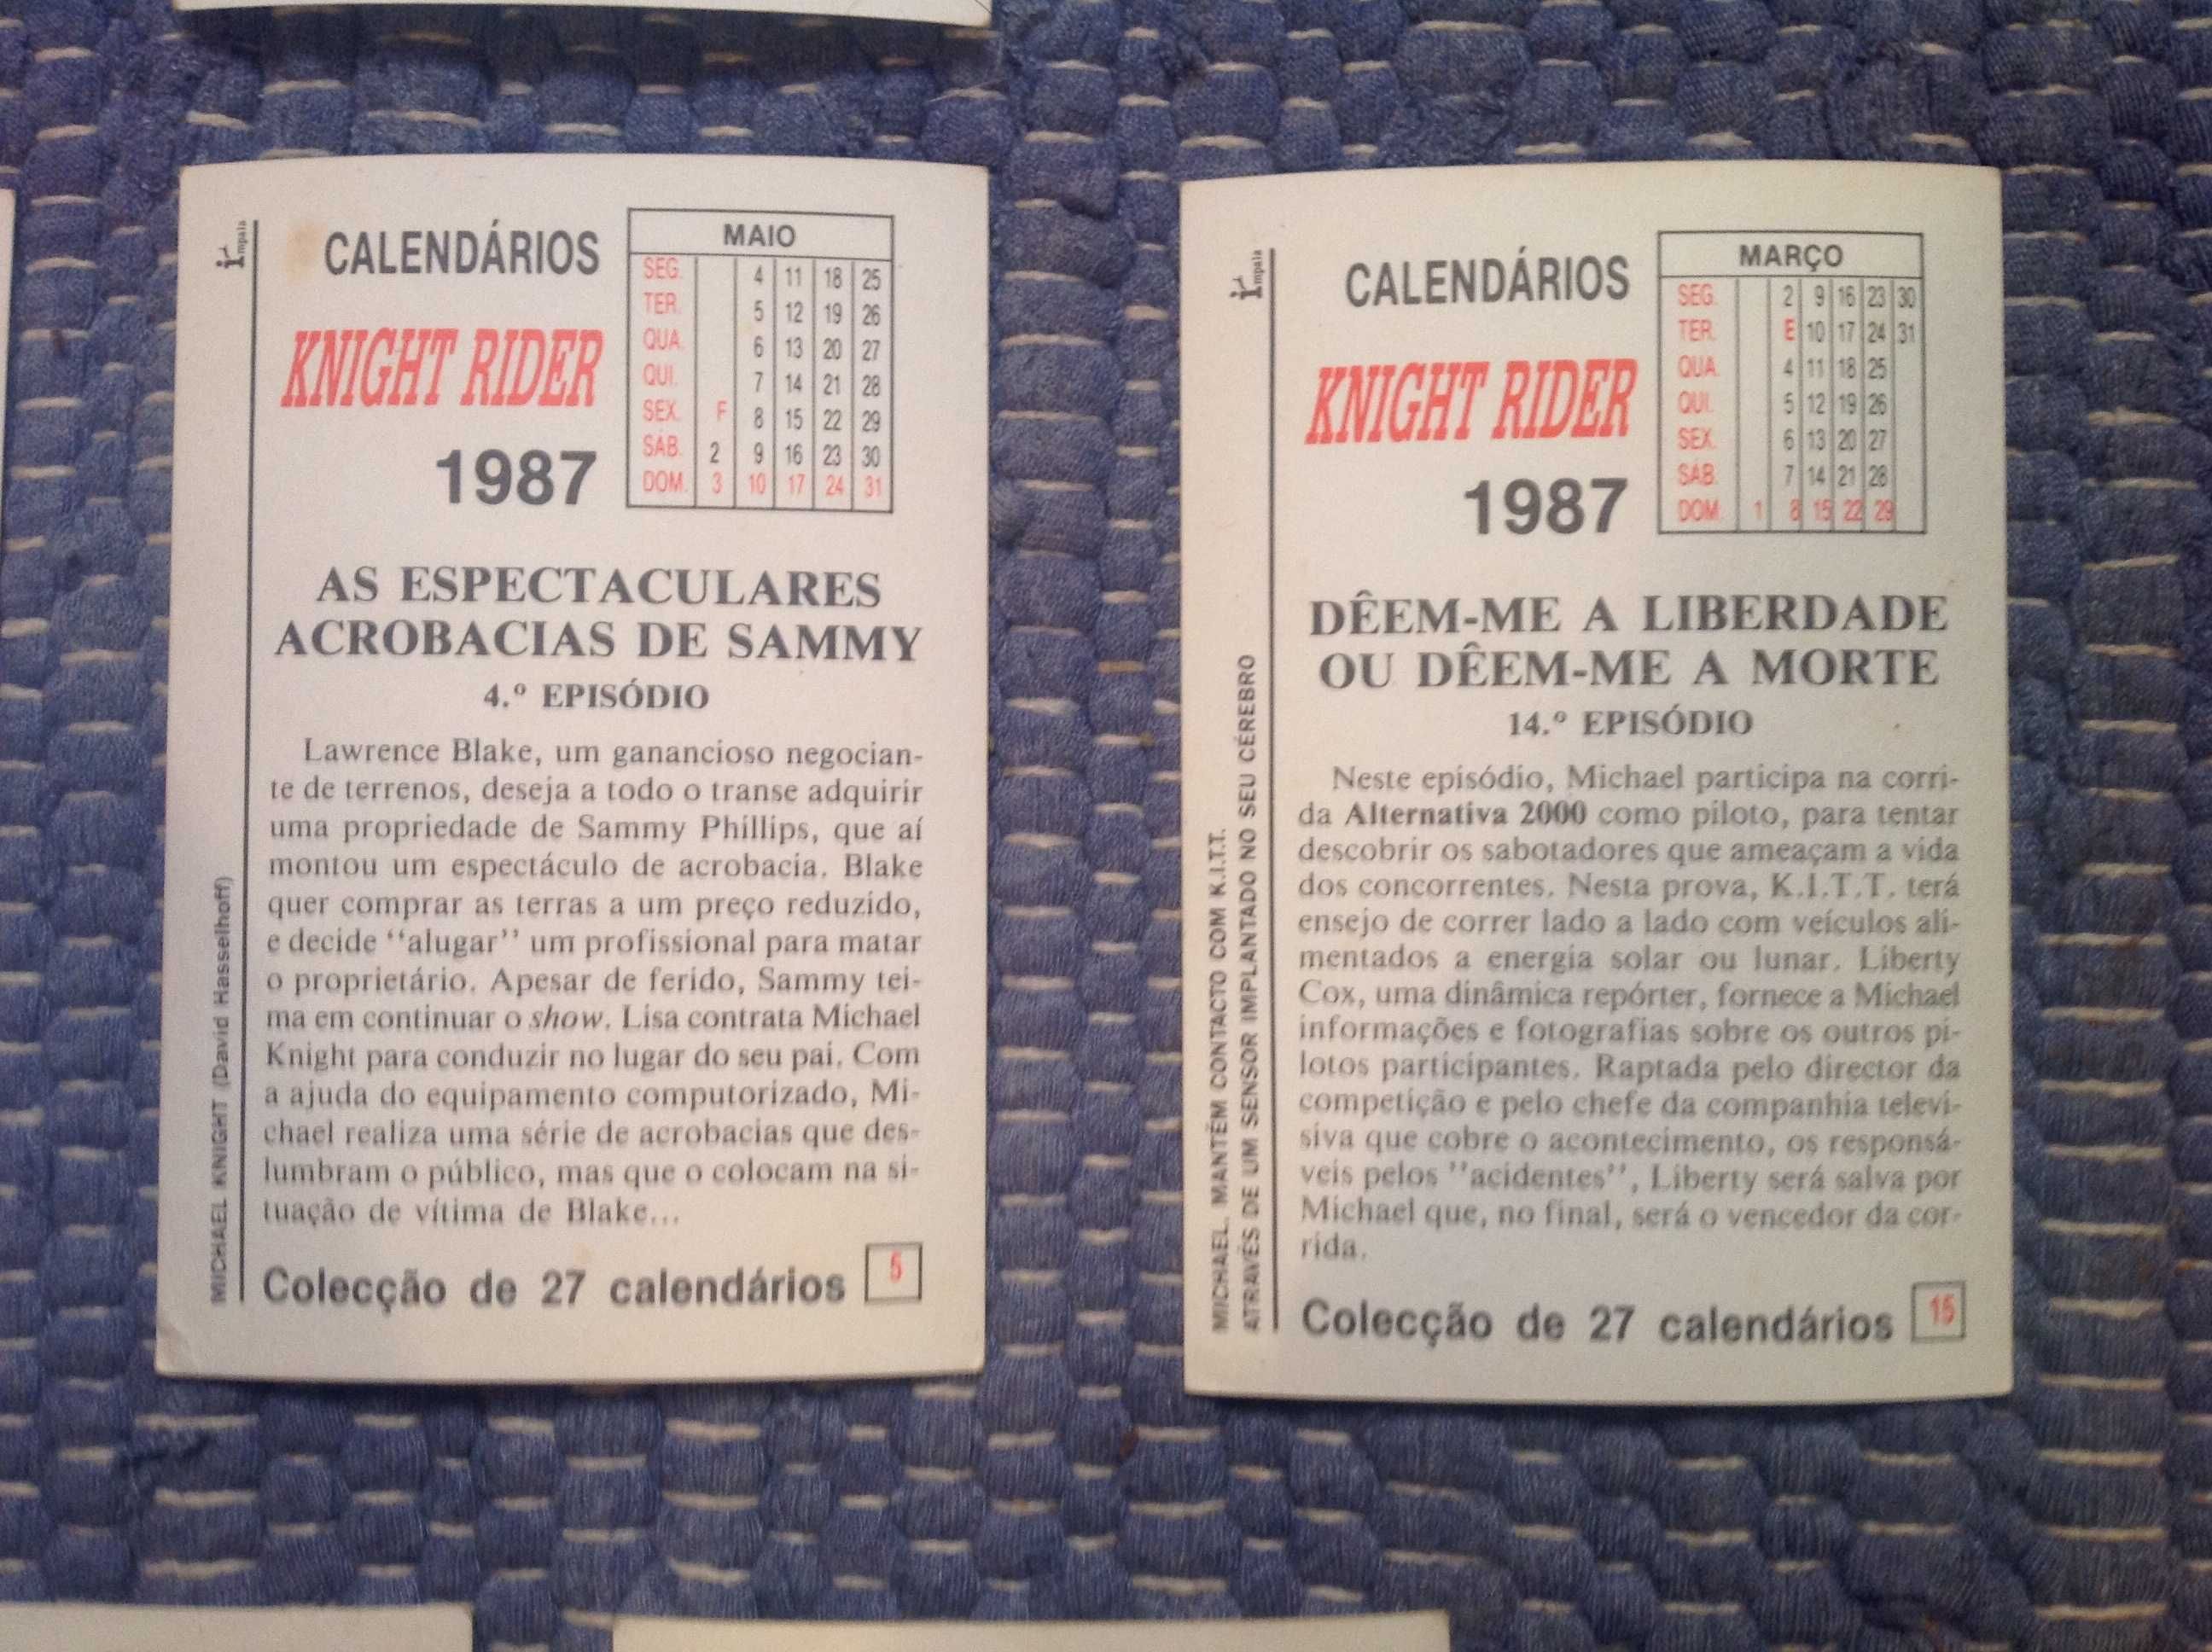 Impala
CALENDÁRIOS
KNIGHT RIDER
1987
MAIO
SEG. 4 11 18 25
TER. 5 12 19 26
QUA. 6 13 20 27
QUI. 7 14 21 28
SEX. F 8 15 22 29
SÁB. 2 9 16 23 30
DOM. 3 10 17 24 31
AS ESPECTACULARES
ACROBACIAS DE SAMMY
4.º EPISÓDIO
Lawrence Blake, um ganancioso negocian-
te de terrenos, deseja a todo o transe adquirir
uma propriedade de Sammy Phillips, que aí
montou um espectáculo de acrobacia. Blake
quer comprar as terras a um preço reduzido,
e decide ''alugar'' um profissional para matar
o proprietário. Apesar de ferido, Sammy tei-
ma em continuar o show. Lisa contrata Michael
Knight para conduzir no lugar do seu pai. Com
a ajuda do equipamento computorizado, Mi-
chael realiza uma série de acrobacias que des-
lumbram o público, mas que o colocam na si-
tuação de vítima de Blake...
Colecção de 27 calendários 5
MICHAEL KNIGHT (David Hasselhoff)
Impala
CALENDÁRIOS
KNIGHT RIDER
1987
MARÇO
SEG. 2 9 16 23 30
TER. E 10 17 24 31
QUA. 4 11 18 25
QUI. 5 12 19 26
SEX. 6 13 20 27
SÁB. 7 14 21 28
DOM. 1 8 15 22 29
DÊEM-ME A LIBERDADE
OU DÊEM-ME A MORTE
14.º EPISÓDIO
Neste episódio, Michael participa na corri-
da Alternativa 2000 como piloto, para tentar
descobrir os sabotadores que ameaçam a vida
dos concorrentes. Nesta prova, K.I.T.T. terá
ensejo de correr lado a lado com veículos ali-
mentados a energia solar ou lunar. Liberty
Cox, uma dinâmica repórter, fornece a Michael
informações e fotografias sobre os outros pi-
lotos participantes. Raptada pelo director da
competição e pelo chefe da companhia televi-
siva que cobre o acontecimento, os responsá-
veis pelos ''acidentes'', Liberty será salva por
Michael que, no final, será o vencedor da cor-
rida.
Colecção de 27 calendários 15
MICHAEL MANTÉM CONTACTO COM K.I.T.T.
ATRAVÉS DE UM SENSOR IMPLANTADO NO SEU CÉREBRO